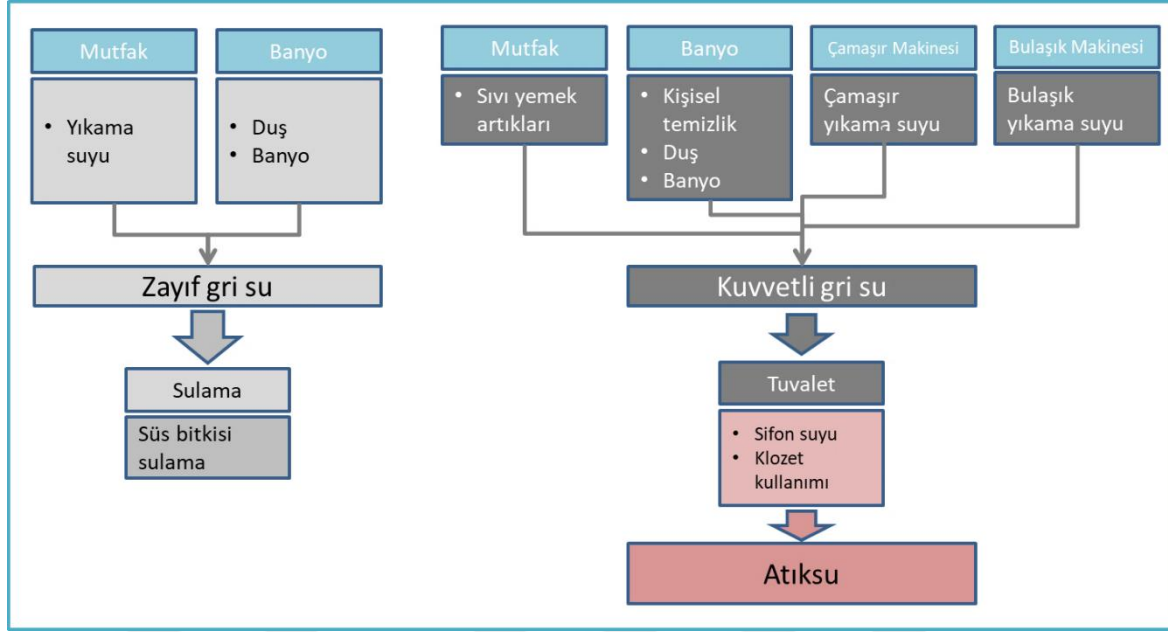 Mutfak
• Yıkama
suyu
Banyo
• Duş
• Banyo
Zayıf gri su
Sulama
Süs bitkisi
sulama
Mutfak
• Sıvı yemek
artıkları
Banyo
• Kişisel
temizlik
• Duş
• Banyo
Çamaşır Makinesi
Çamaşır
yıkama suyu
Bulaşık Makinesi
Bulaşık
yıkama suyu
Kuvvetli gri su
Tuvalet
• Sifon suyu
• Klozet
kullanımı
Atıksu